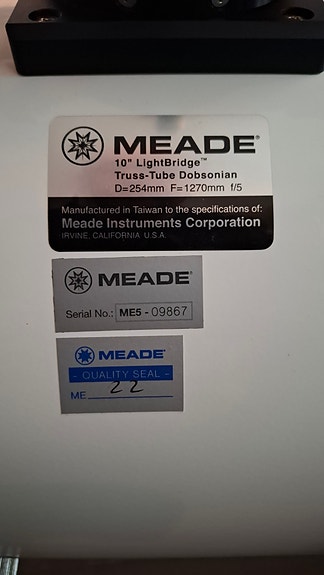 MEADE®
10" LightBridge™
Truss-Tube Dobsonian
D=254mm F=1270mm f/5
Manufactured in Taiwan to the specifications of:
Meade Instruments Corporation
IRVINE, CALIFORNIA U.S.A.
MEADE®
Serial No.: ME5 - 09867
MEADE®
- QUALITY SEAL -
ME 22